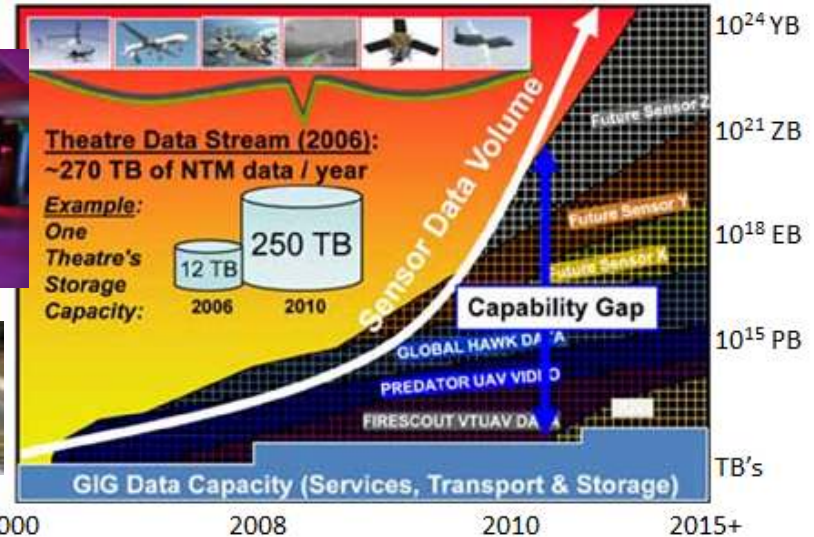 10²⁴ YB
10²¹ ZB
10¹⁸ EB
10¹⁵ PB
TB's
Theatre Data Stream (2006):
~270 TB of NTM data / year
Example:
One
Theatre's
Storage
Capacity:
12 TB
2006
250 TB
2010
Sensor Data Volume
Future Sensor Z
Future Sensor Y
Future Sensor X
Capability Gap
GLOBAL HAWK DATA
PREDATOR UAV VIDEO
FIRESCOUT VTUAV DATA
GIG Data Capacity (Services, Transport & Storage)
000
2008
2010
2015+